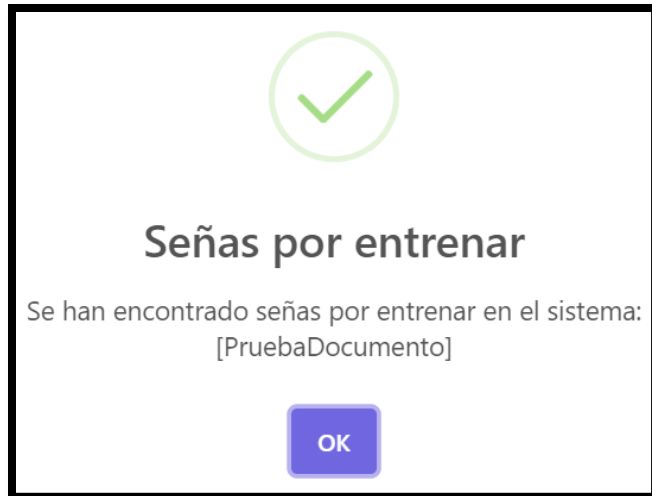 Señas por entrenar
Se han encontrado señas por entrenar en el sistema:
[PruebaDocumento]
OK